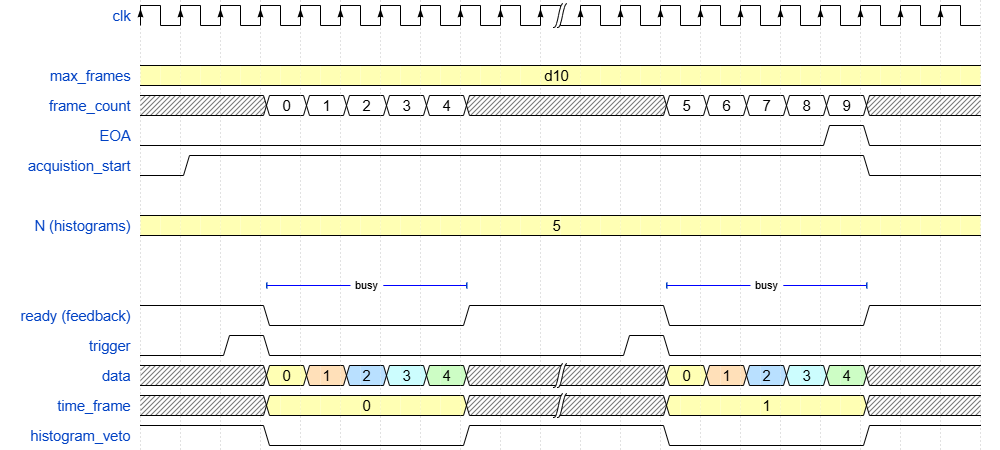 clk
max_frames d10
frame_count 0 1 2 3 4 5 6 7 8 9
EOA
acquistion_start
N (histograms) 5
busy busy
ready (feedback)
trigger
data 0 1 2 3 4 0 1 2 3 4
time_frame 0 1
histogram_veto